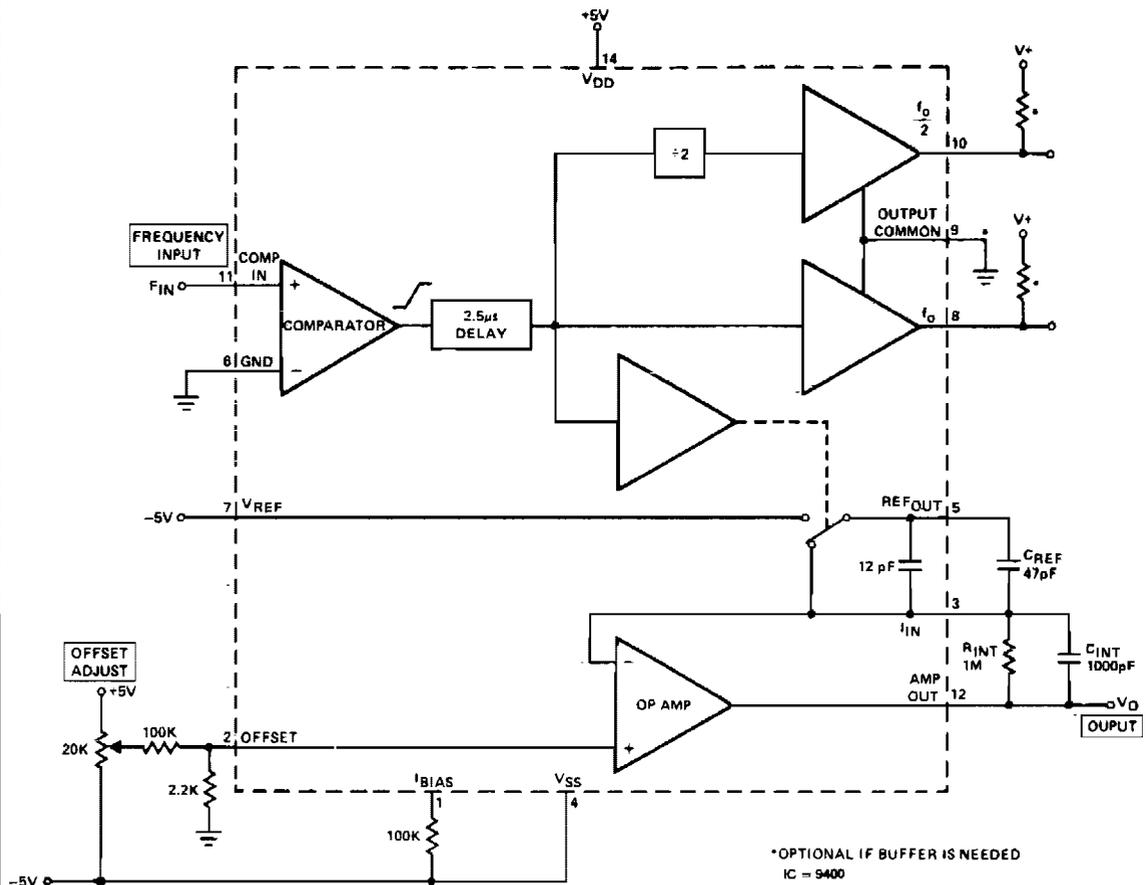 +5V
14
VDD
V+
*
fo
2
10
÷2
OUTPUT
COMMON
9
*
V+
*
FREQUENCY
INPUT
COMP
IN
11
FIN
+
COMPARATOR
−
2.5µs
DELAY
fo
8
6
GND
−5V
7
VREF
REFOUT
5
12 pF
CREF
47pF
3
IIN
RINT
1M
CINT
1000pF
OFFSET
ADJUST
+5V
20K
100K
2
OFFSET
2.2K
−
OP AMP
+
AMP
OUT
12
VO
OUPUT
IBIAS
1
VSS
4
100K
−5V
*OPTIONAL IF BUFFER IS NEEDED
IC = 9400